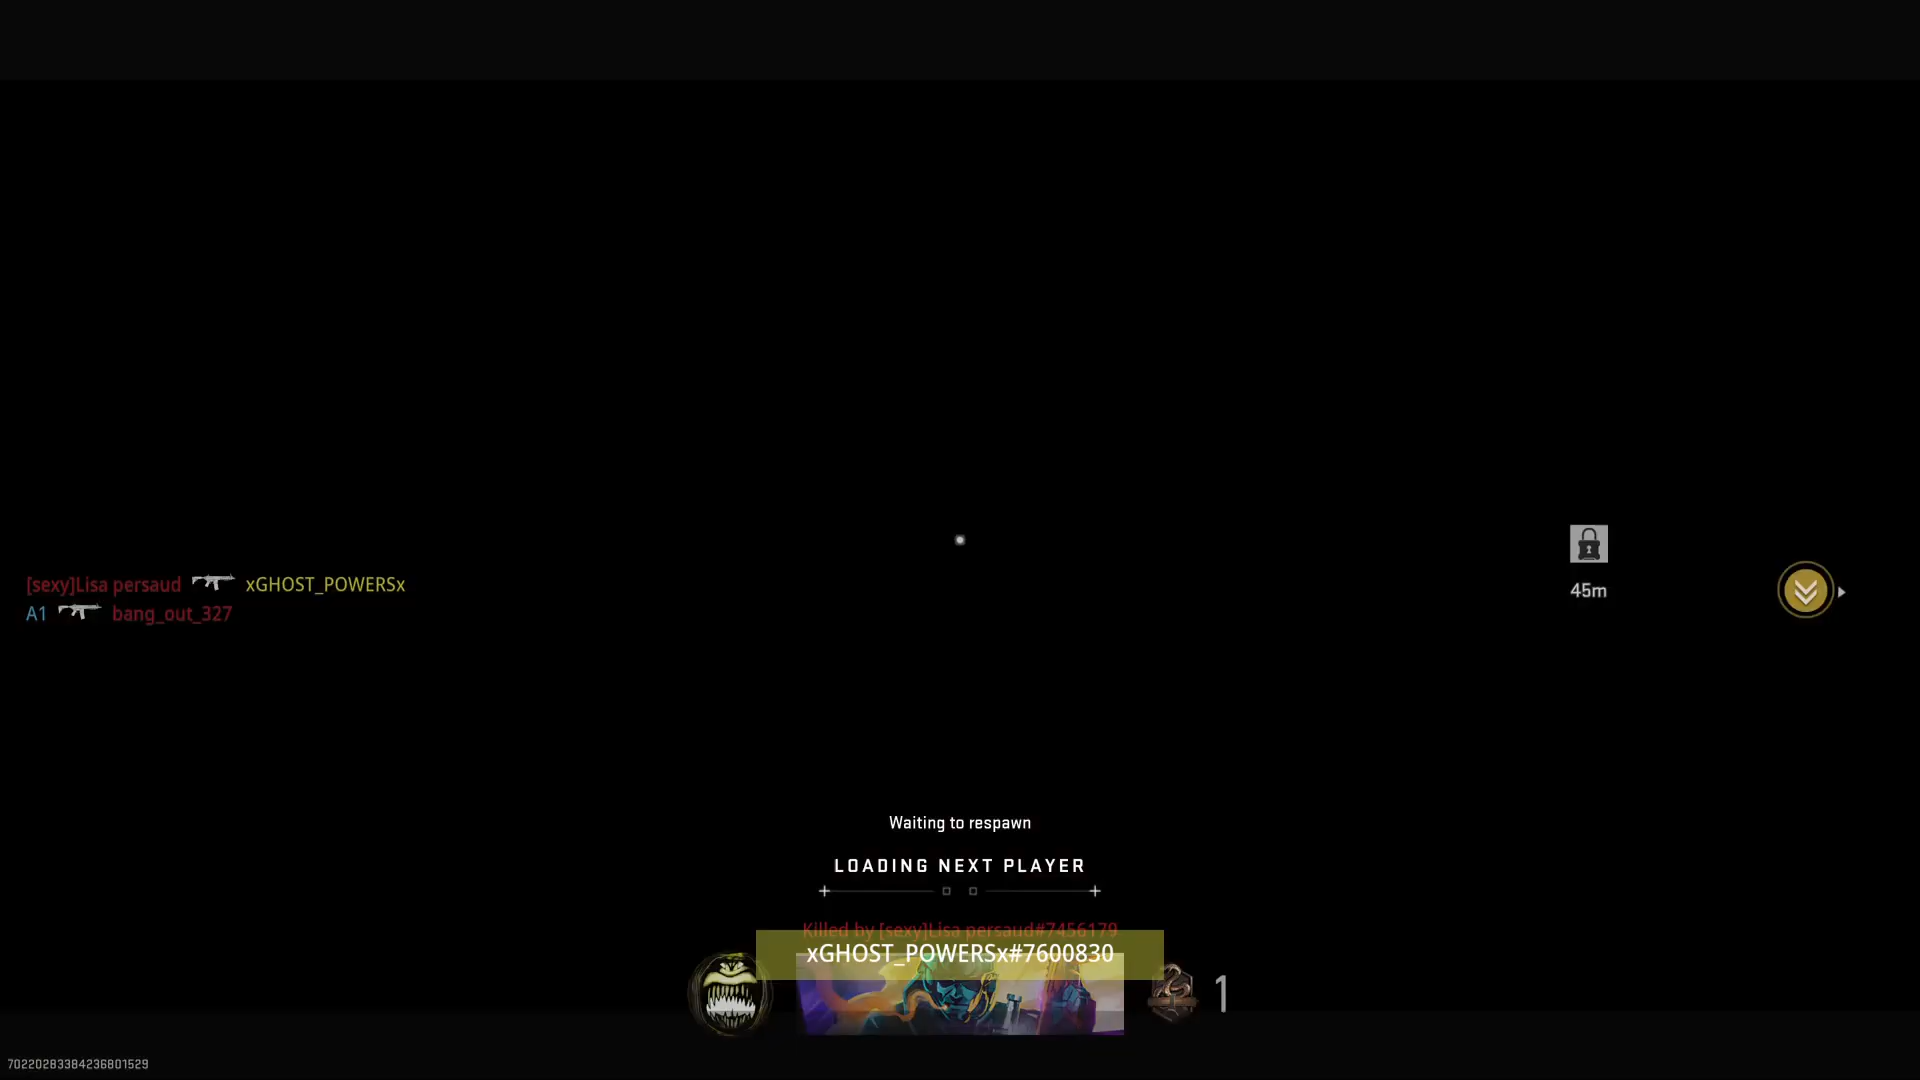 [sexy]Lisa persaud xGHOST_POWERSx
A1 bang_out_327
45m
Waiting to respawn
LOADING NEXT PLAYER
Killed by [sexy]Lisa persaud#7456179
xGHOST_POWERSx#7600830
1
70220283384236801529